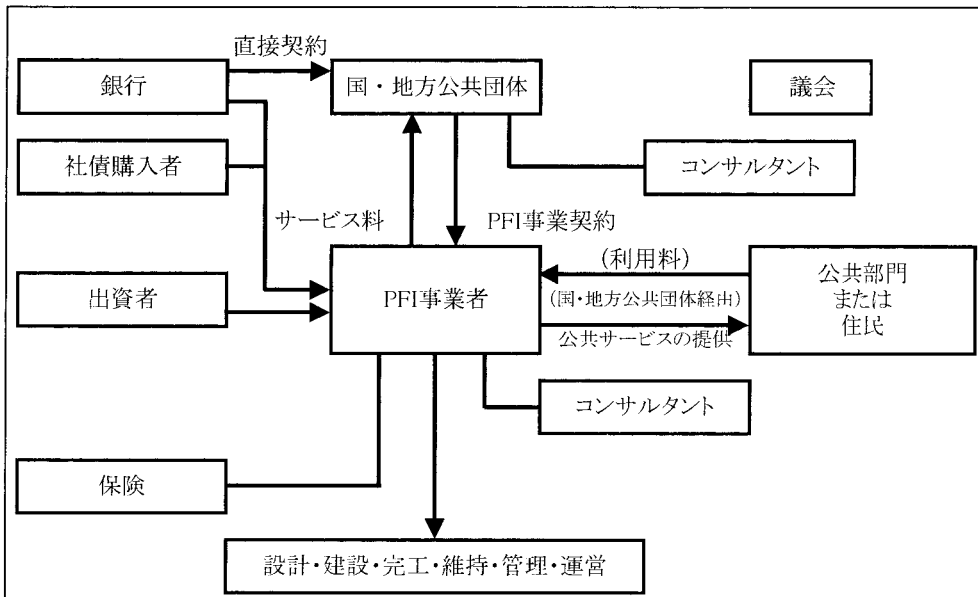 直接契約
銀行
国・地方公共団体
議会
社債購入者
コンサルタント
サービス料
PFI事業契約
出資者
PFI事業者
(利用料)
(国・地方公共団体経由)
公共サービスの提供
公共部門
または
住民
コンサルタント
保険
設計・建設・完工・維持・管理・運営